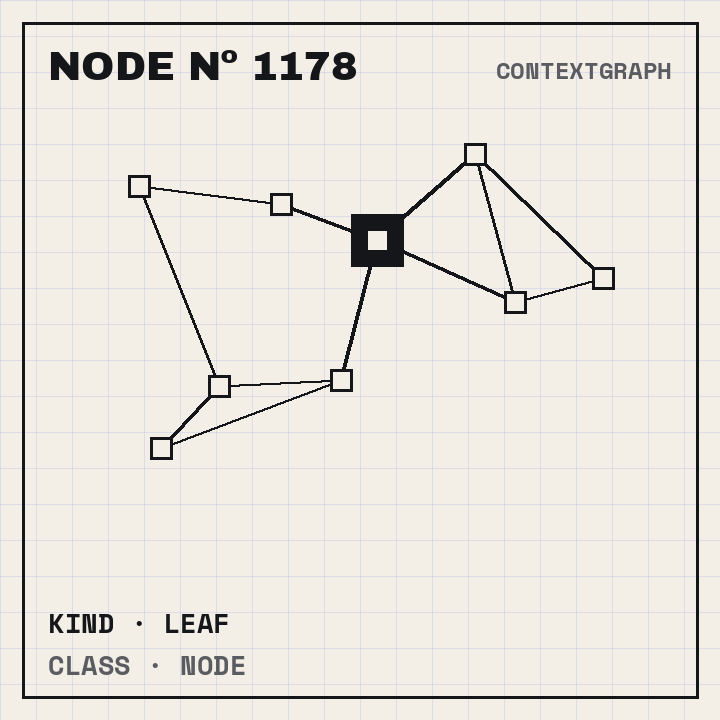 NODE Nº 1178
CONTEXTGRAPH
KIND · LEAF
CLASS · NODE